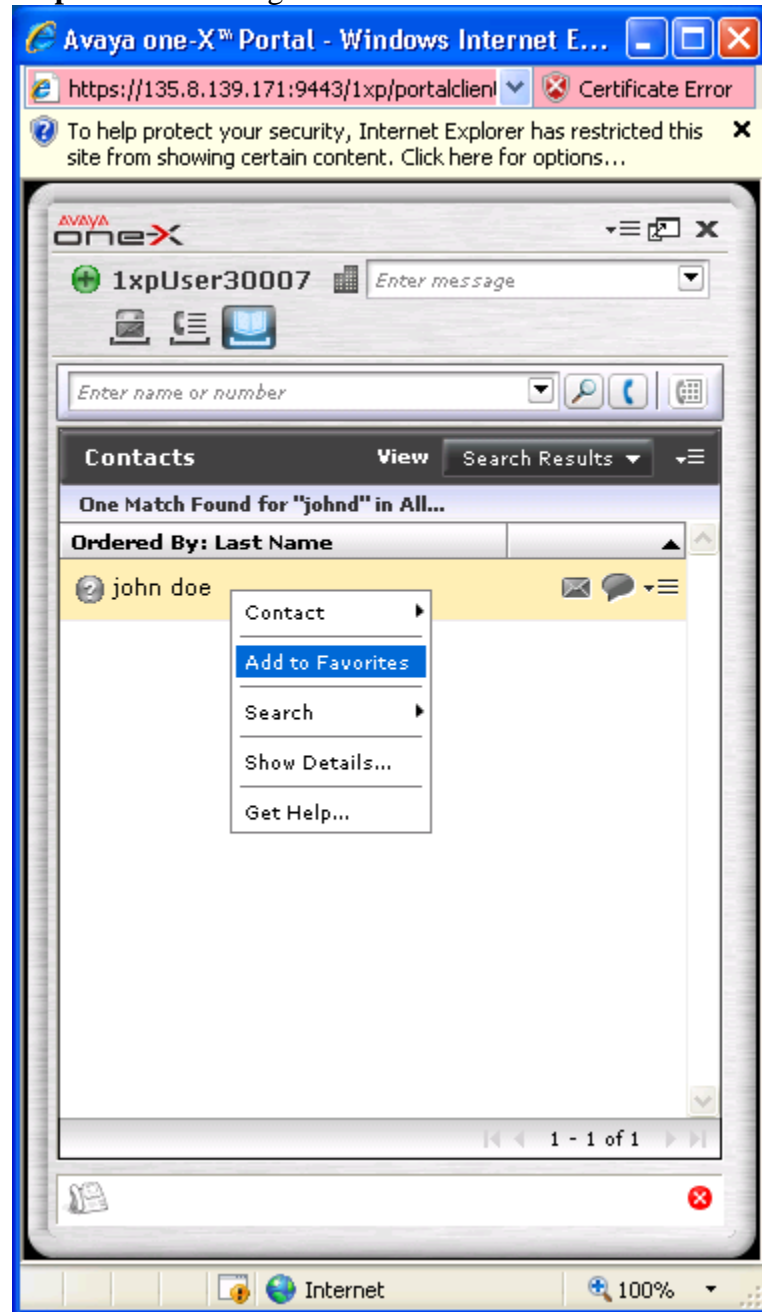 Avaya one-X™ Portal - Windows Internet E...
https://135.8.139.171:9443/1xp/portalclient Certificate Error
To help protect your security, Internet Explorer has restricted this
site from showing certain content. Click here for options...
AVAYA
one-X
1xpUser30007 Enter message
Enter name or number
Contacts View Search Results
One Match Found for "johnd" in All...
Ordered By: Last Name
john doe
Contact
Add to Favorites
Search
Show Details...
Get Help...
1 - 1 of 1
Internet 100%